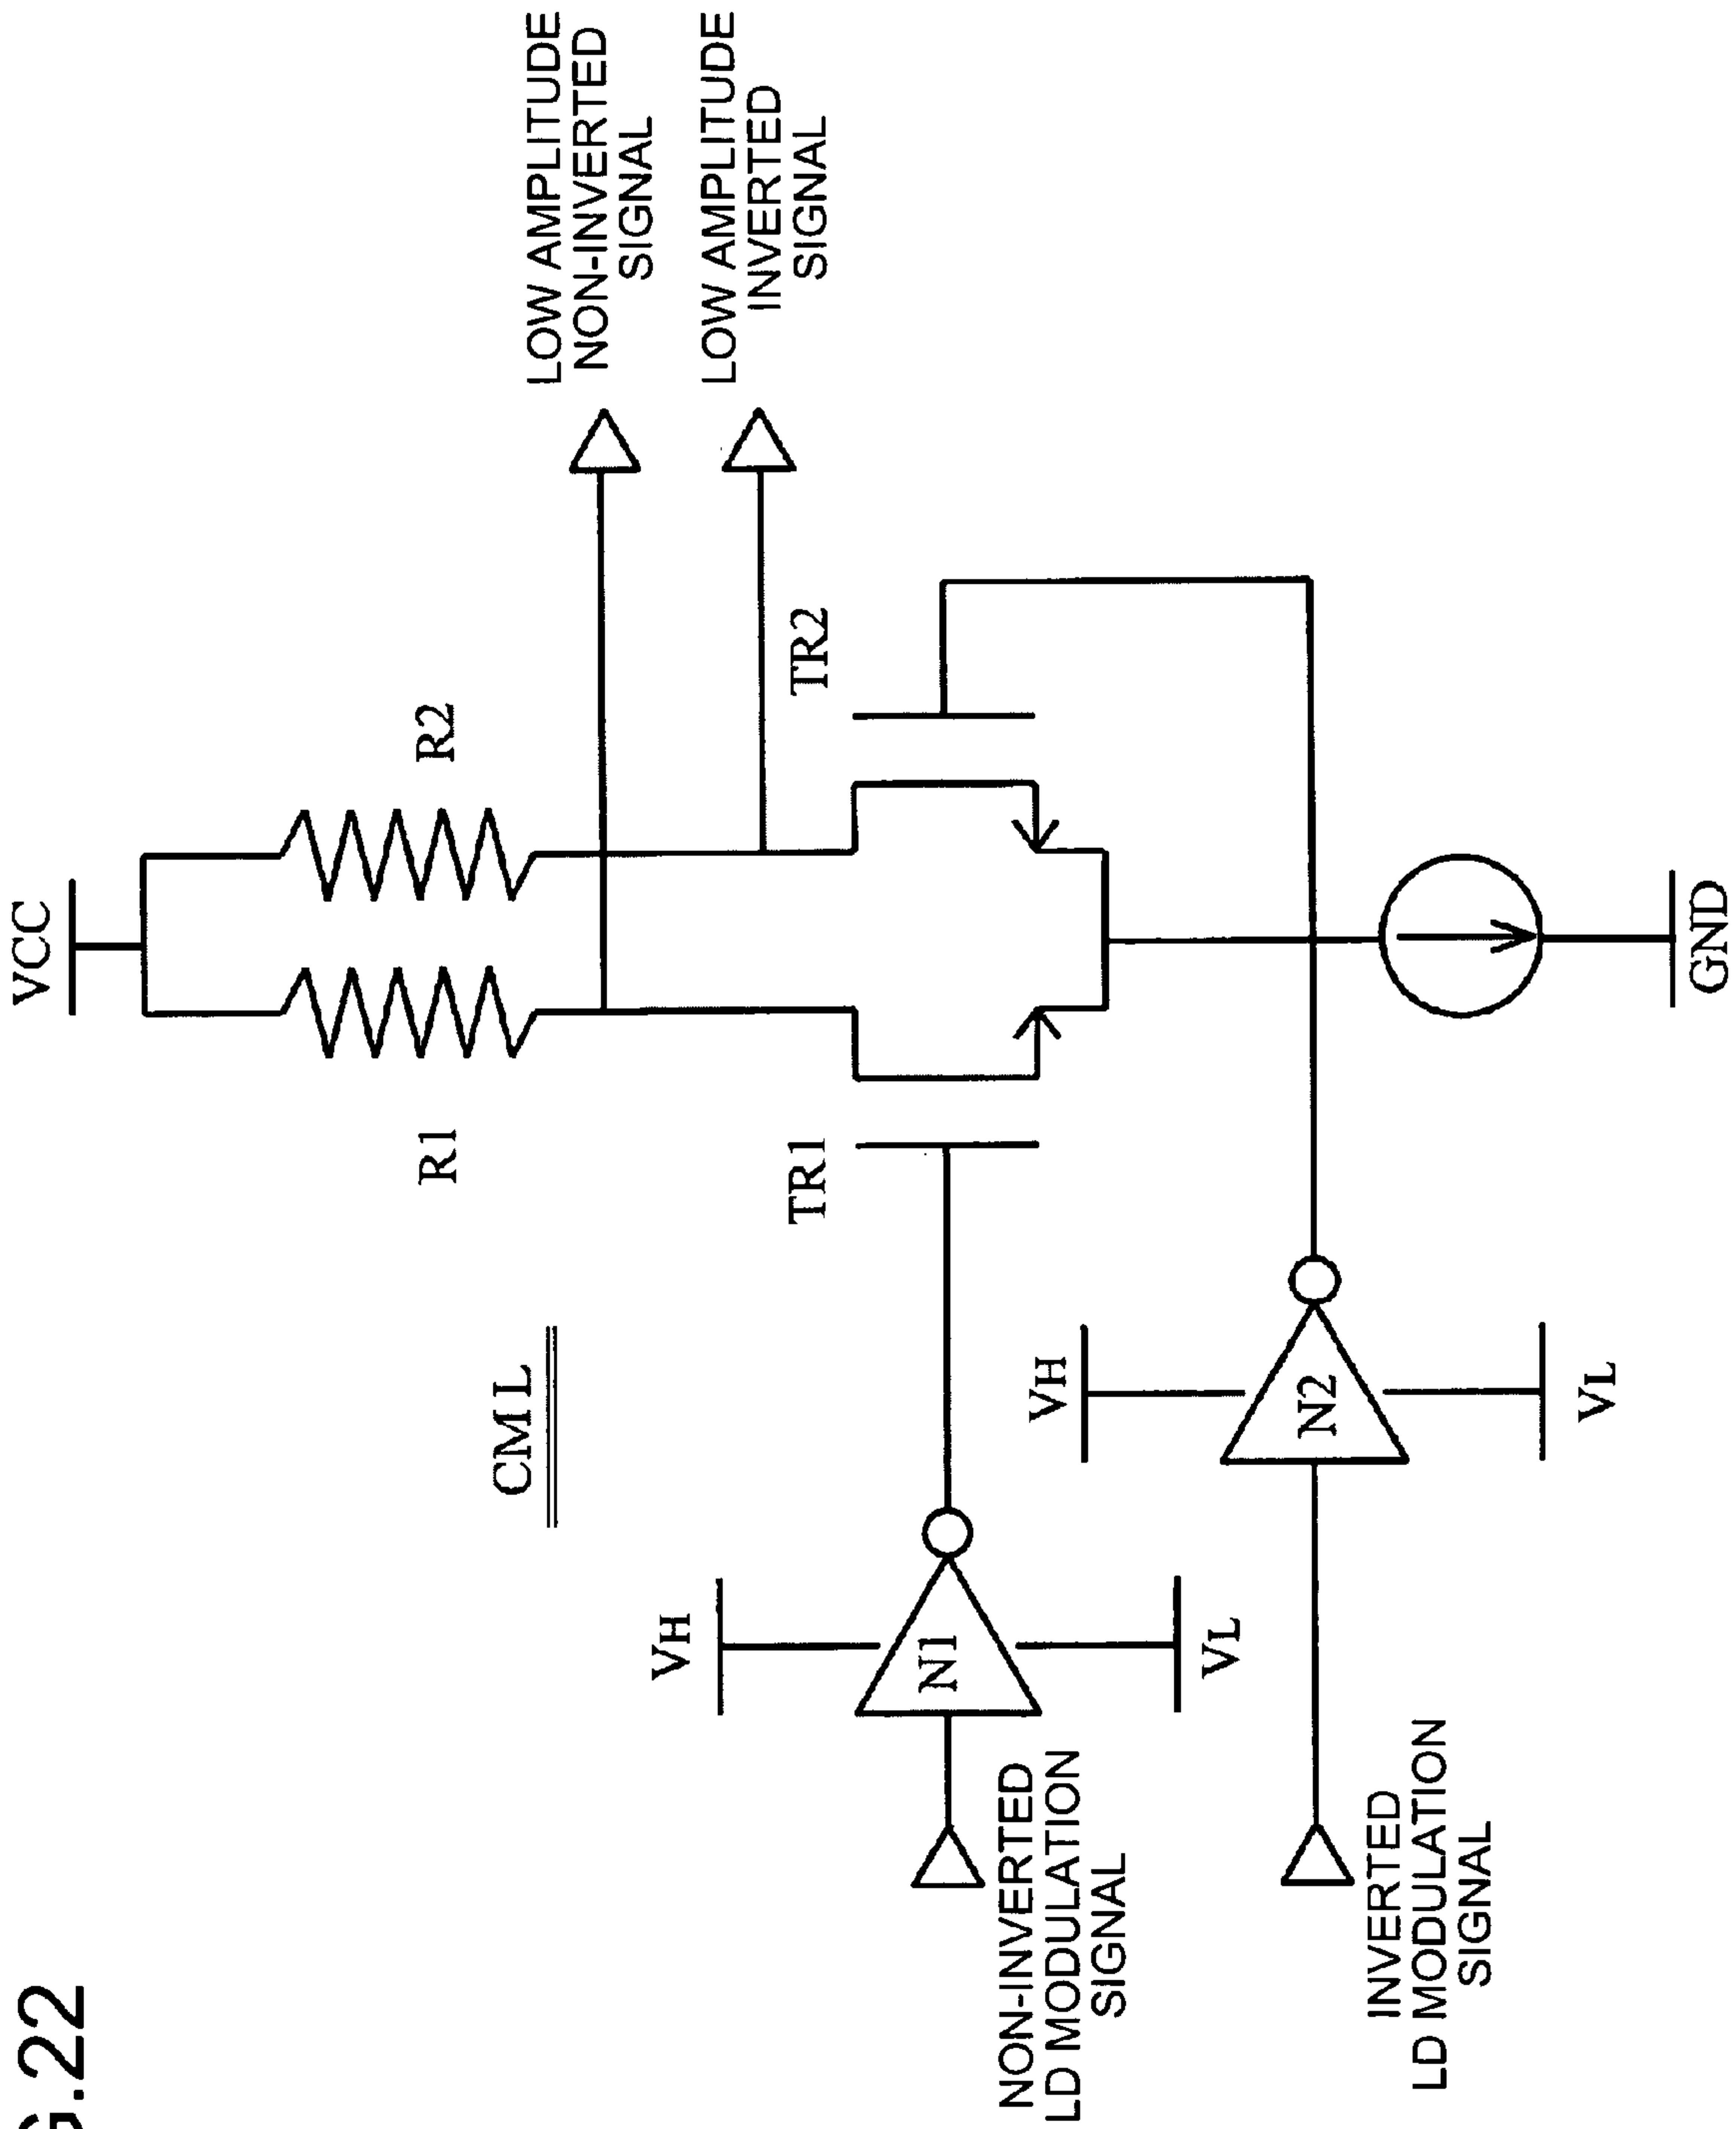 G.22
VCC
R1
R2
LOW AMPLITUDE
NON-INVERTED
SIGNAL
LOW AMPLITUDE
INVERTED
SIGNAL
CML
TR1
TR2
VH
N1
VL
NON-INVERTED
LD MODULATION
SIGNAL
VH
N2
VL
INVERTED
LD MODULATION
SIGNAL
GND